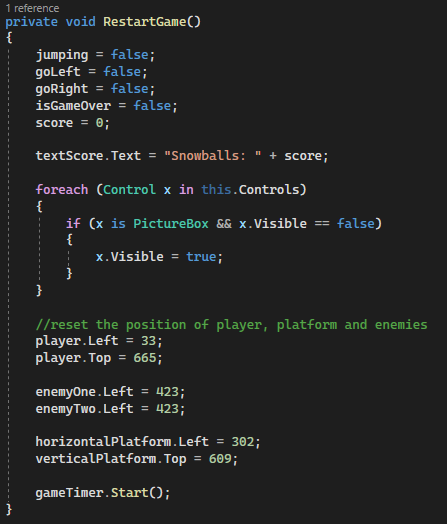 1 reference
private void RestartGame()
{
jumping = false;
goLeft = false;
goRight = false;
isGameOver = false;
score = 0;
textScore.Text = "Snowballs: " + score;
foreach (Control x in this.Controls)
{
if (x is PictureBox && x.Visible == false)
{
x.Visible = true;
}
}
//reset the position of player, platform and enemies
player.Left = 33;
player.Top = 665;
enemyOne.Left = 423;
enemyTwo.Left = 423;
horizontalPlatform.Left = 302;
verticalPlatform.Top = 609;
gameTimer.Start();
}